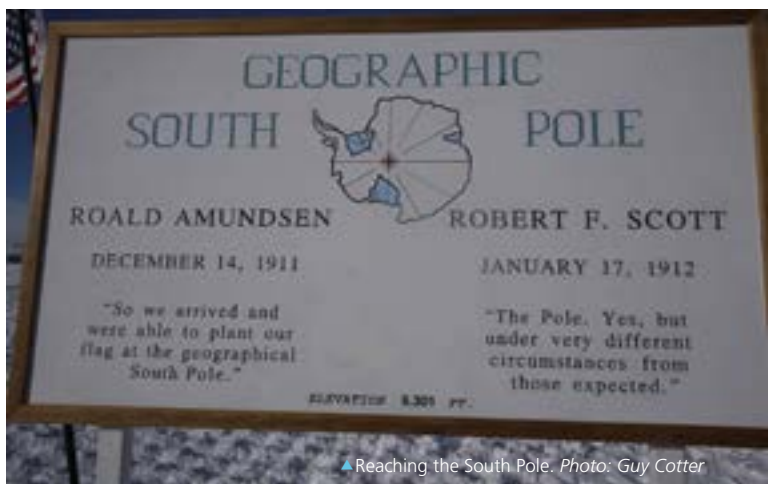 GEOGRAPHIC
SOUTH POLE
ROALD AMUNDSEN
DECEMBER 14, 1911
"So we arrived and
were able to plant our
flag at the geographical
South Pole."
ROBERT F. SCOTT
JANUARY 17, 1912
"The Pole. Yes, but
under very different
circumstances from
those expected."
ELEVATION 9,301 FT.
Reaching the South Pole. Photo: Guy Cotter